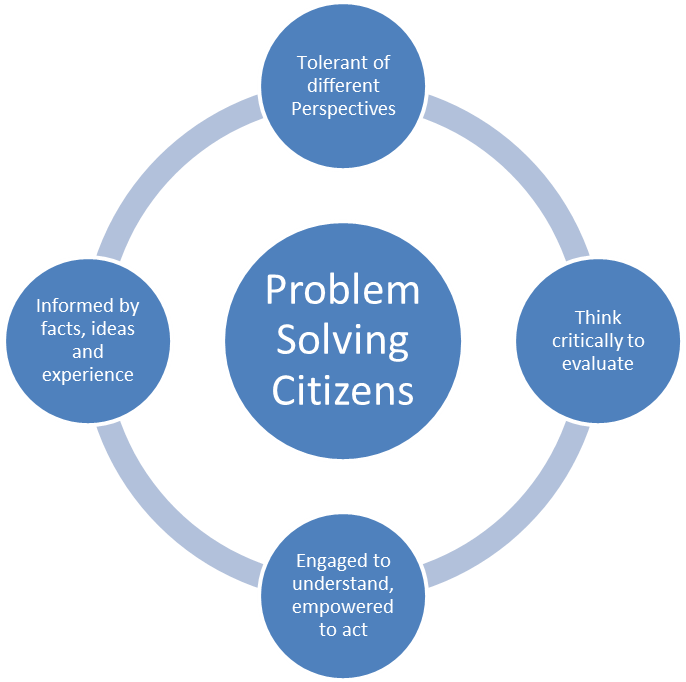 Tolerant of
different
Perspectives
Informed by
facts, ideas
and
experience
Problem
Solving
Citizens
Think
critically to
evaluate
Engaged to
understand,
empowered
to act